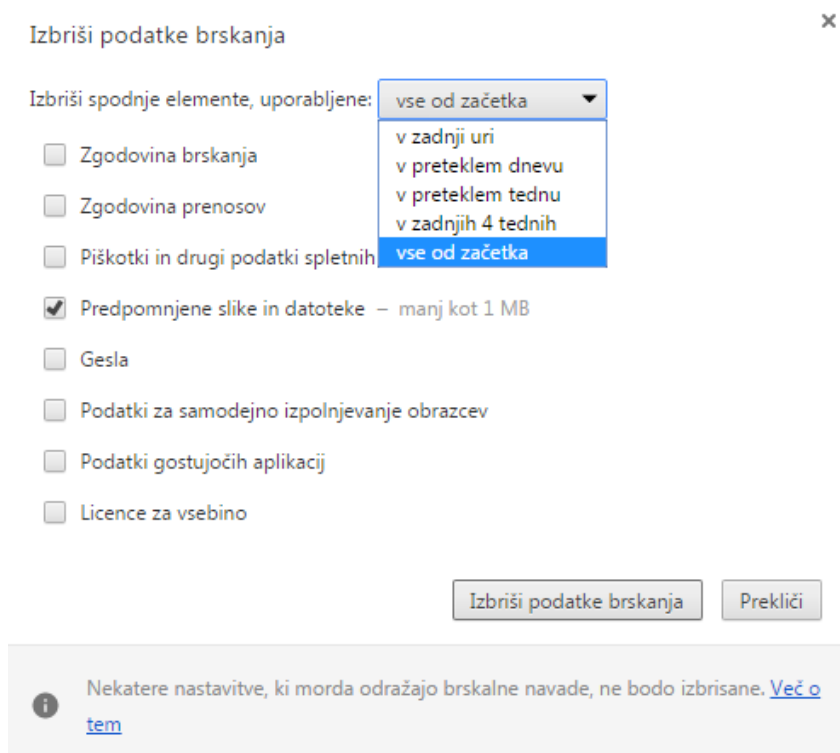 Izbriši podatke brskanja
Izbriši spodnje elemente, uporabljene: vse od začetka
v zadnji uri
v preteklem dnevu
v preteklem tednu
v zadnjih 4 tednih
vse od začetka
Zgodovina brskanja
Zgodovina prenosov
Piškotki in drugi podatki spletnih
Predpomnjene slike in datoteke – manj kot 1 MB
Gesla
Podatki za samodejno izpolnjevanje obrazcev
Podatki gostujočih aplikacij
Licence za vsebino
Izbriši podatke brskanja Prekliči
Nekatere nastavitve, ki morda odražajo brskalne navade, ne bodo izbrisane. Več o
tem